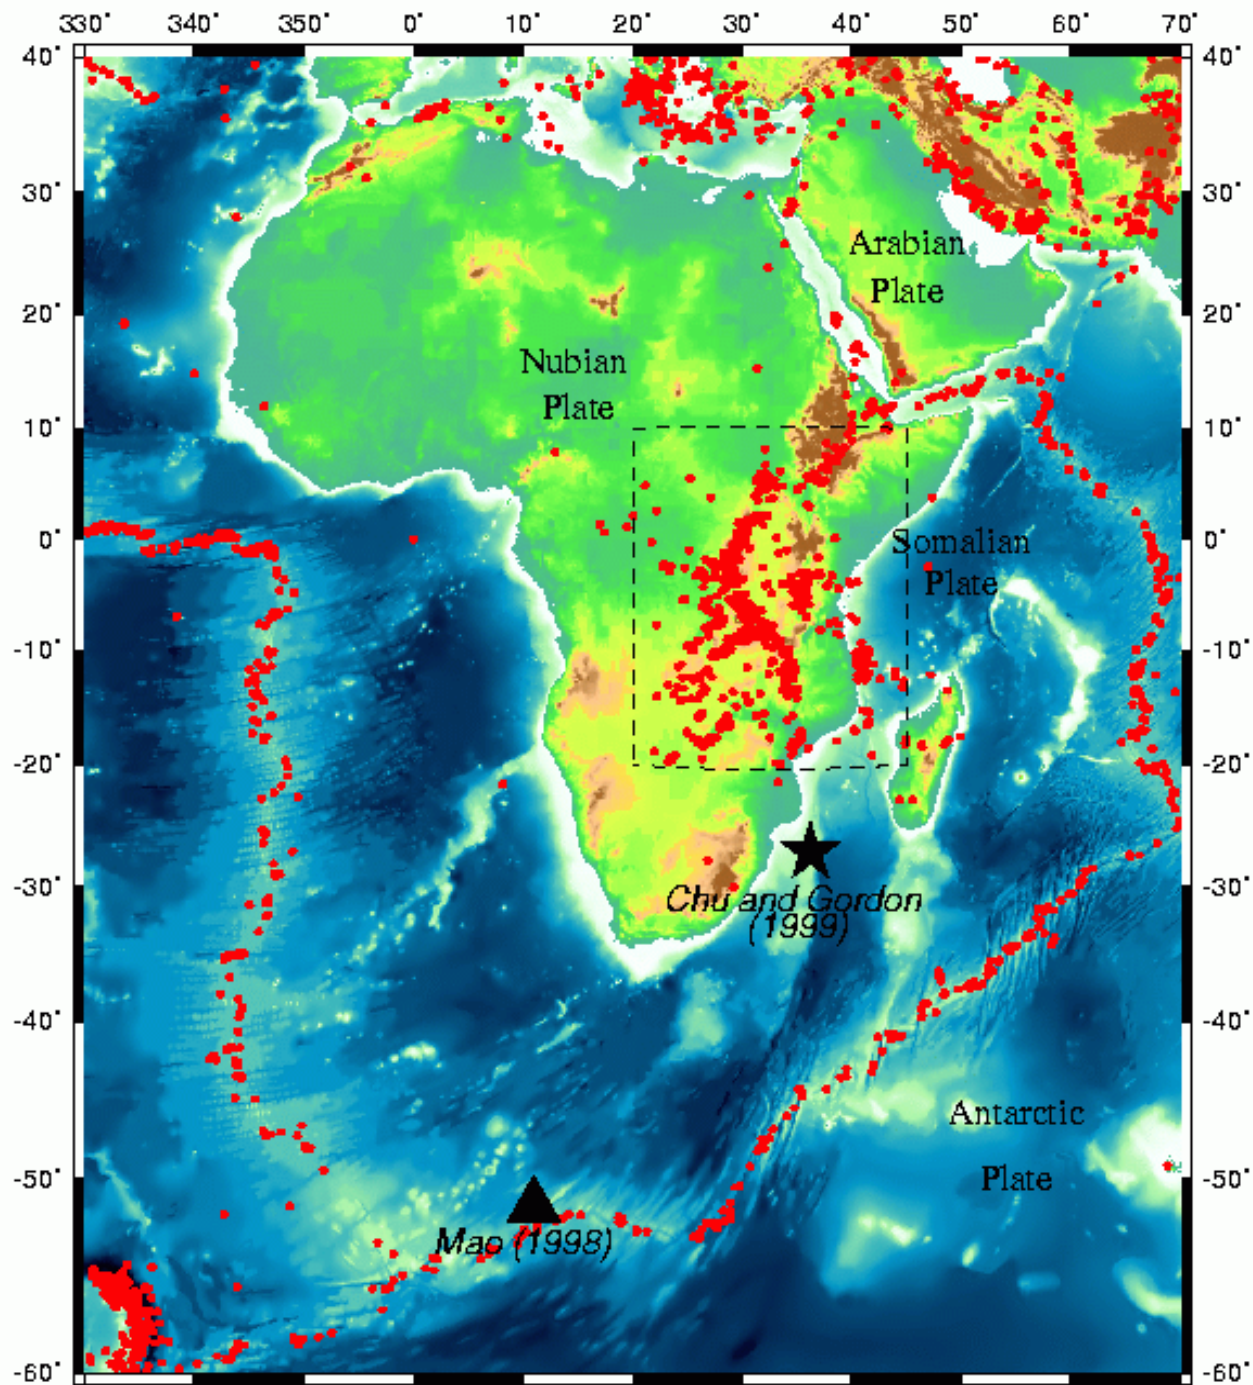 330° 340° 350° 0° 10° 20° 30° 40° 50° 60° 70°
40° 40°
30° 30°
Arabian
Plate
20° 20°
Nubian
Plate
10° 10°
0° 0°
Somalian
Plate
-10° -10°
-20° -20°
-30° -30°
Chu and Gordon
(1999)
-40° -40°
Antarctic
Plate
-50° -50°
Mao (1998)
-60° -60°